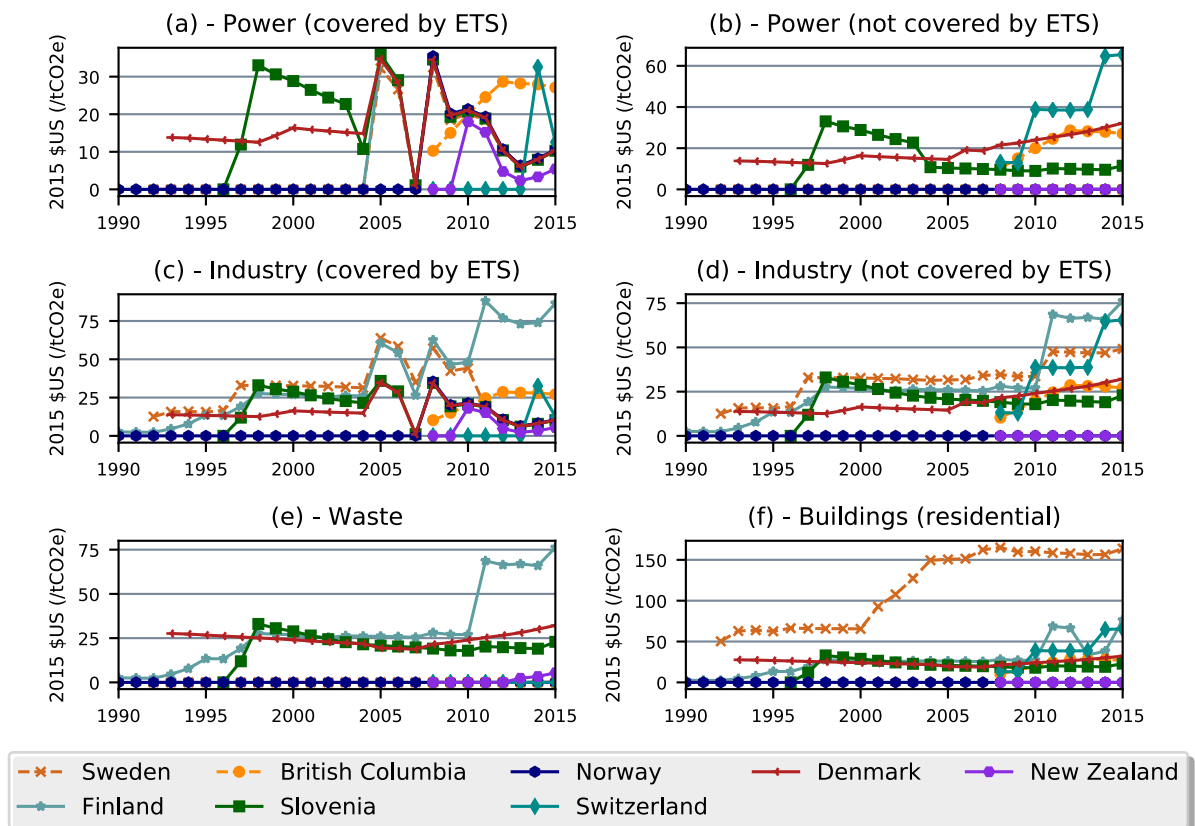 (a) - Power (covered by ETS)
2015 $US (/tCO2e)
30
20
10
0
1990 1995 2000 2005 2010 2015
(b) - Power (not covered by ETS)
2015 $US (/tCO2e)
60
40
20
0
1990 1995 2000 2005 2010 2015
(c) - Industry (covered by ETS)
2015 $US (/tCO2e)
75
50
25
0
1990 1995 2000 2005 2010 2015
(d) - Industry (not covered by ETS)
2015 $US (/tCO2e)
75
50
25
0
1990 1995 2000 2005 2010 2015
(e) - Waste
2015 $US (/tCO2e)
75
50
25
0
1990 1995 2000 2005 2010 2015
(f) - Buildings (residential)
2015 $US (/tCO2e)
150
100
50
0
1990 1995 2000 2005 2010 2015
Sweden British Columbia Norway Denmark New Zealand
Finland Slovenia Switzerland